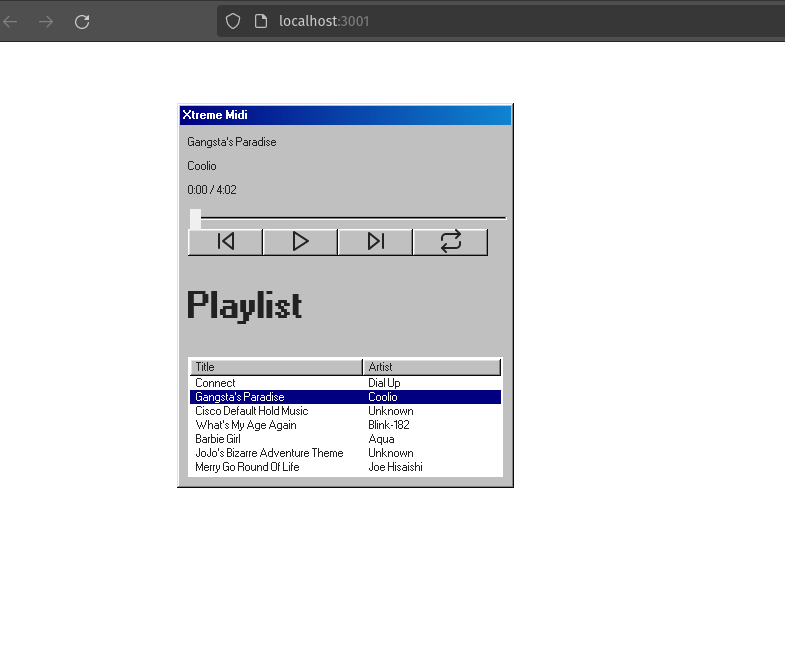 localhost:3001
Xtreme Midi
Gangsta's Paradise
Coolio
0:00 / 4:02
Playlist
Title Artist
Connect Dial Up
Gangsta's Paradise Coolio
Cisco Default Hold Music Unknown
What's My Age Again Blink-182
Barbie Girl Aqua
JoJo's Bizarre Adventure Theme Unknown
Merry Go Round Of Life Joe Hisaishi